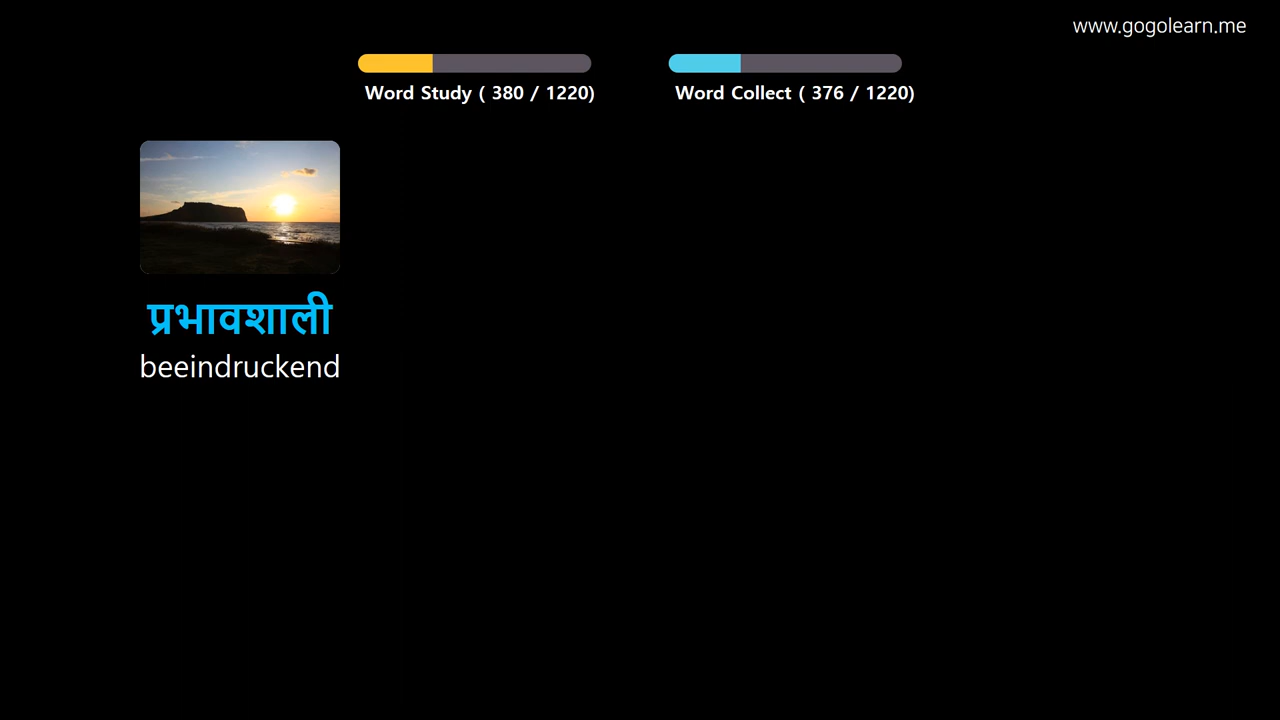 www.gogolearn.me
Word Study ( 380 / 1220)
Word Collect ( 376 / 1220)
प्रभावशाली
beeindruckend